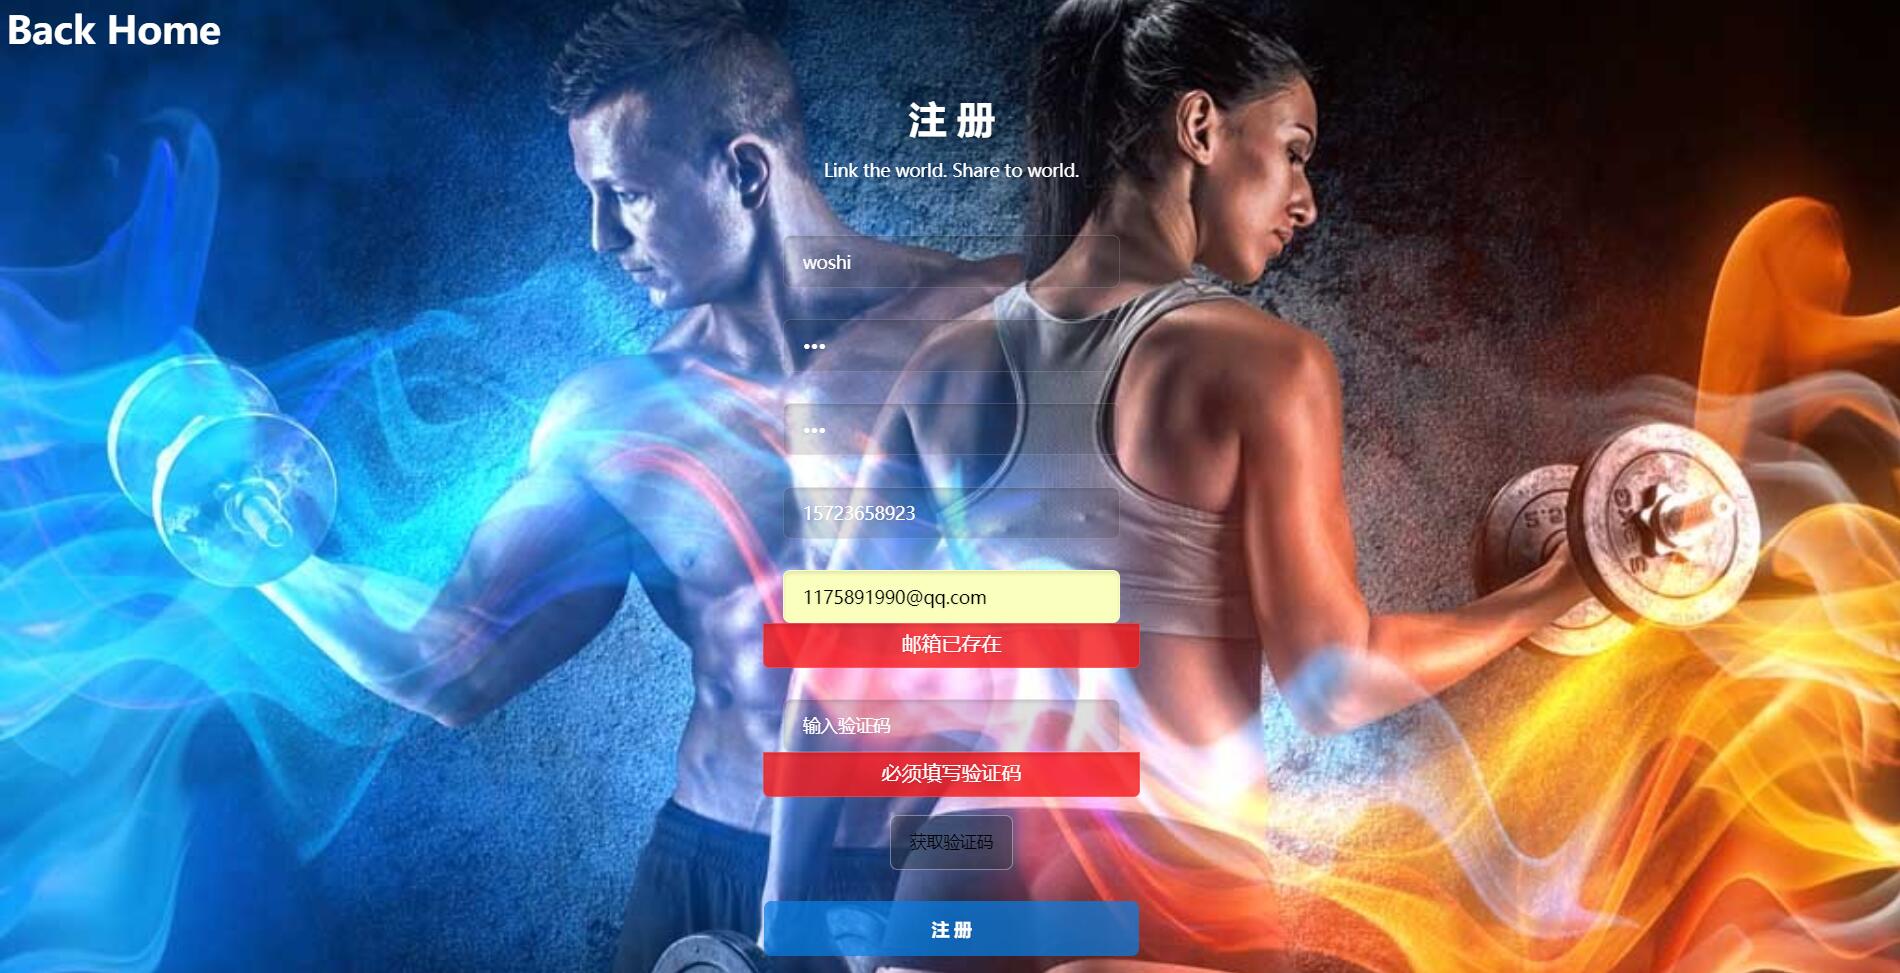 Back Home
注 册
Link the world. Share to world.
woshi
•••
•••
15723658923
1175891990@qq.com
邮箱已存在
输入验证码
必须填写验证码
获取验证码
注 册